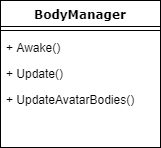 BodyManager
+ Awake()
+ Update()
+ UpdateAvatarBodies()